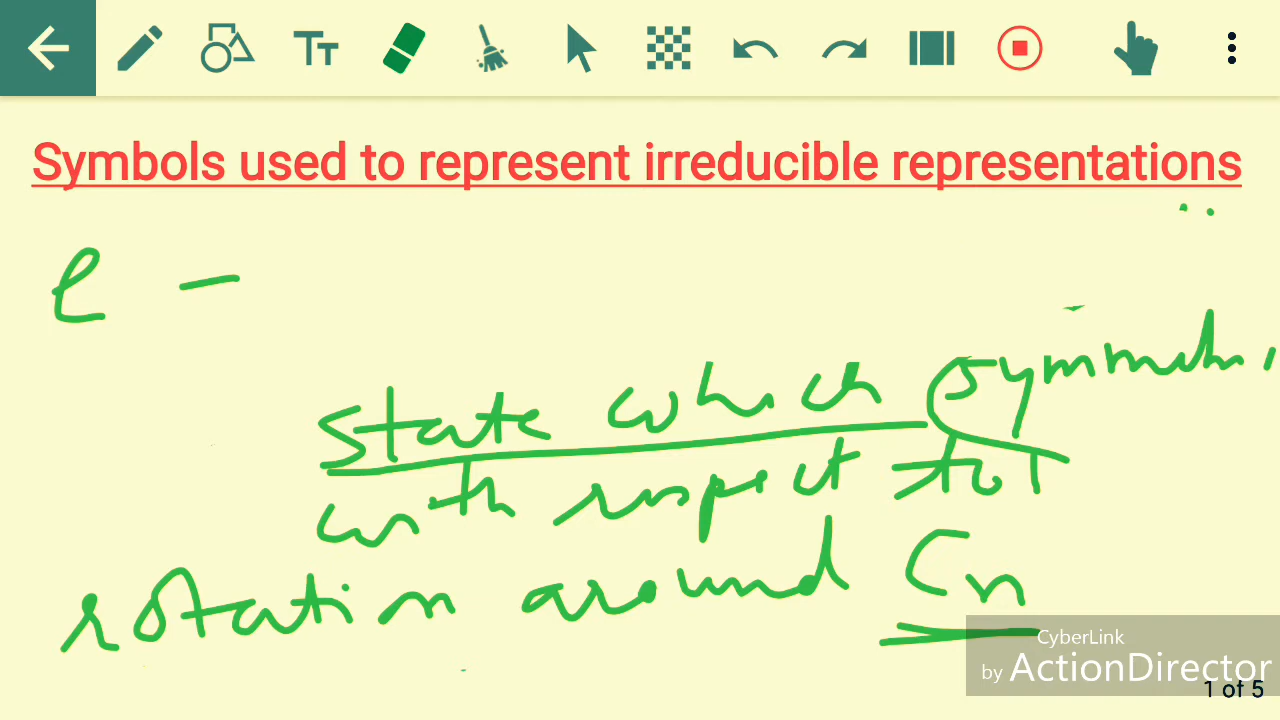 Symbols used to represent irreducible representations
e —
state which symmetri
with respect to
rotation around Cn
CyberLink
by ActionDirector
1 of 5